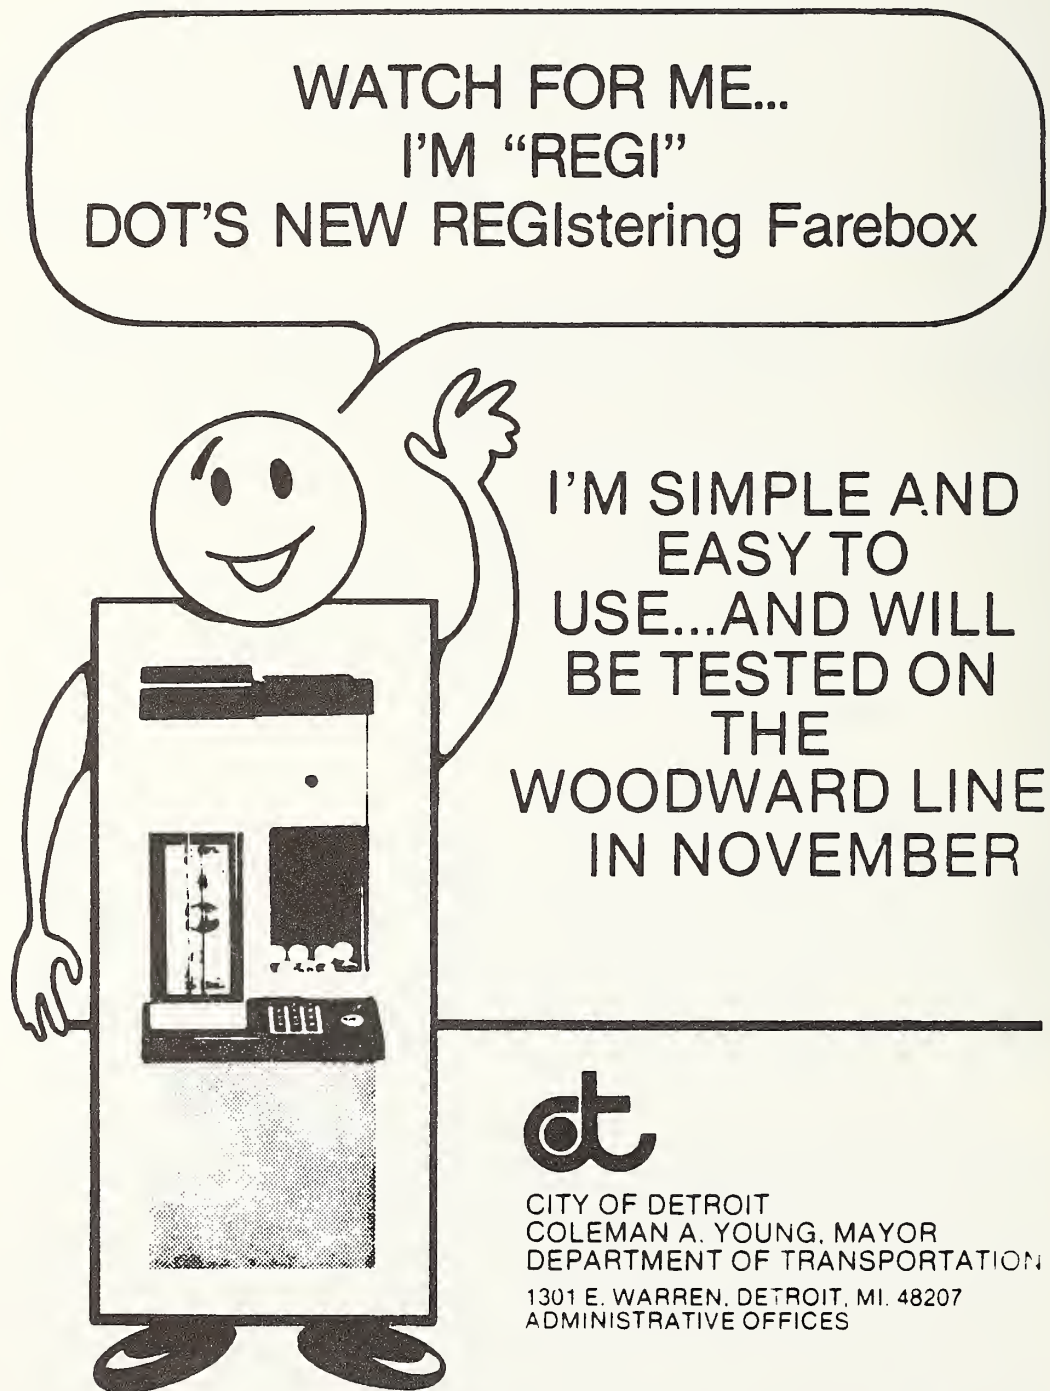 WATCH FOR ME...
I'M “REGI”
DOT'S NEW REGIstering Farebox
I'M SIMPLE AND
EASY TO
USE...AND WILL
BE TESTED ON
THE
WOODWARD LINE
IN NOVEMBER
dot
CITY OF DETROIT
COLEMAN A. YOUNG, MAYOR
DEPARTMENT OF TRANSPORTATION
1301 E. WARREN, DETROIT, MI. 48207
ADMINISTRATIVE OFFICES